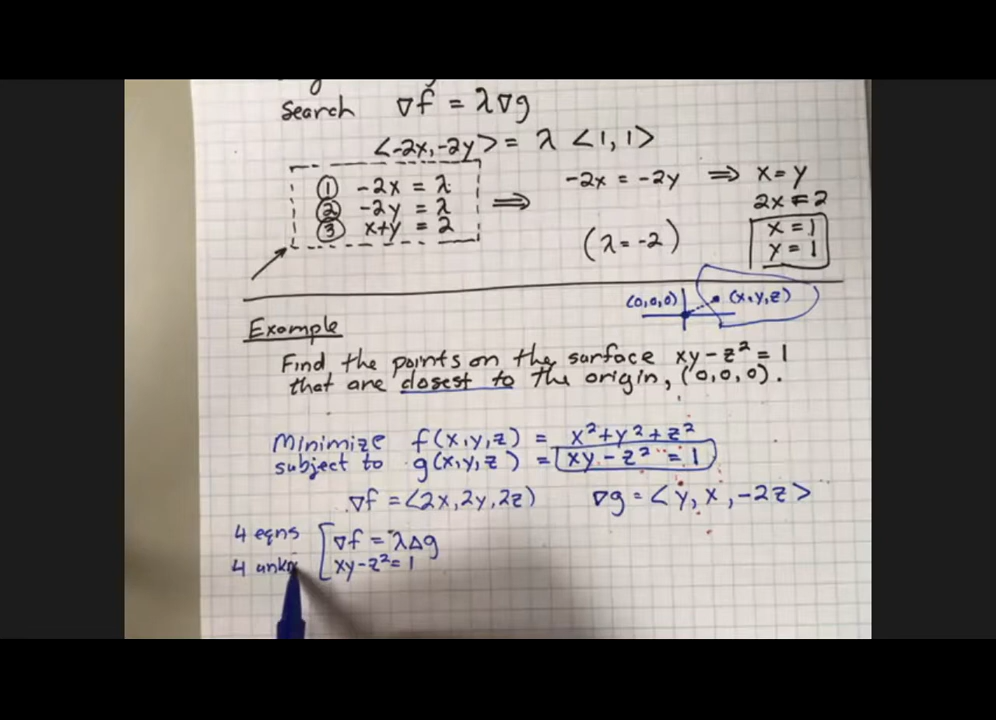 Search ∇f = λ∇g
<-2x, -2y> = λ <1, 1>
① -2x = λ
② -2y = λ
③ x+y = 2
⟹ -2x = -2y ⟹ x = y
2x = 2
(λ = -2)
x = 1
y = 1
(0,0,0) (x,y,z)
Example
Find the points on the surface xy - z² = 1
that are closest to the origin, (0,0,0).
Minimize f(x,y,z) = x²+y²+z²
subject to g(x,y,z) = xy - z² = 1
∇f = <2x, 2y, 2z) ∇g = <y, x, -2z>
4 eqns ∇f = λΔg
4 unkn xy-z² = 1